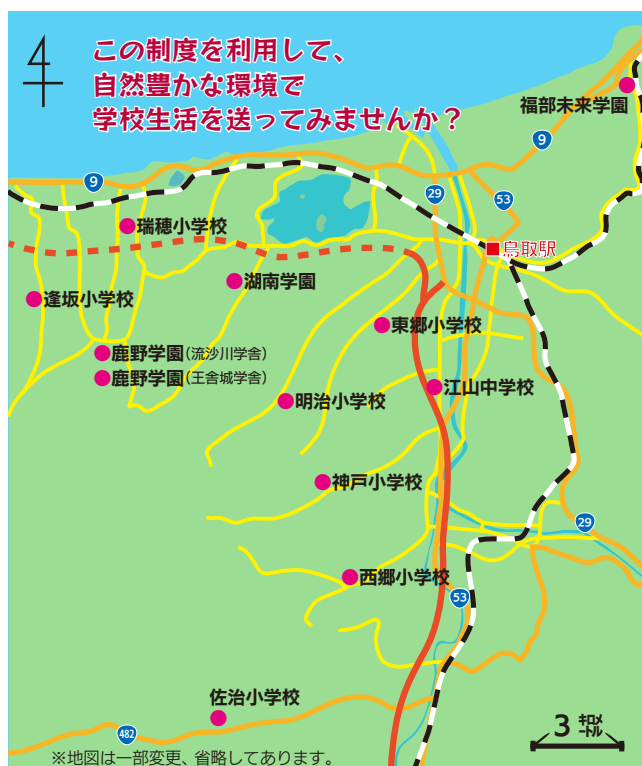 この制度を利用して、
自然豊かな環境で
学校生活を送ってみませんか？
福部未来学園
9
9
29
53
鳥取駅
瑞穂小学校
湖南学園
逢坂小学校
東郷小学校
鹿野学園(流沙川学舎)
鹿野学園(王舎城学舎)
江山中学校
明治小学校
神戸小学校
29
西郷小学校
53
佐治小学校
482
3 キロメートル
※地図は一部変更、省略してあります。